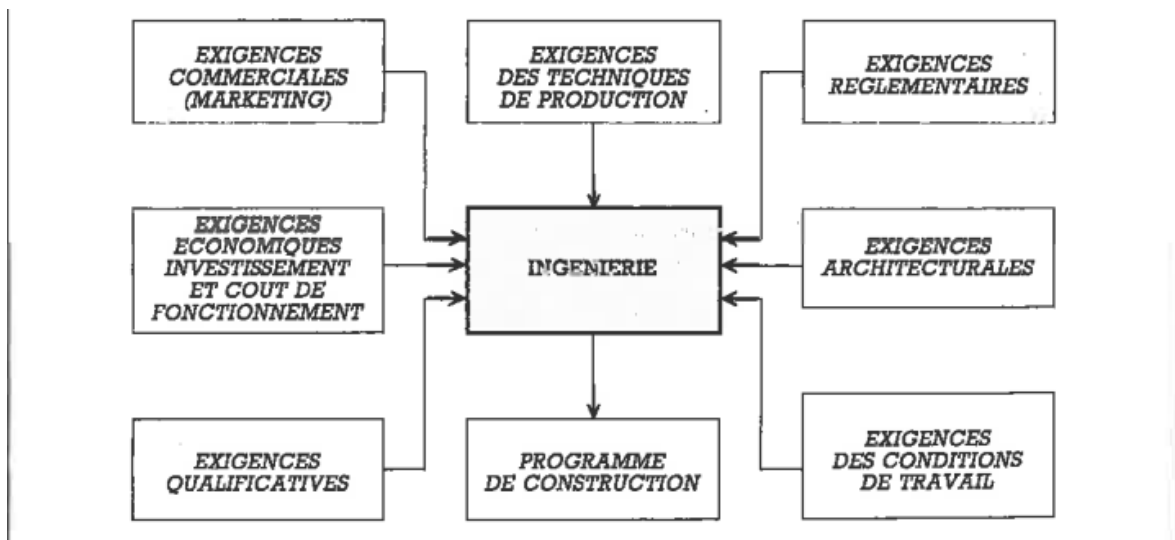 EXIGENCES
COMMERCIALES
(MARKETING)
EXIGENCES
DES TECHNIQUES
DE PRODUCTION
EXIGENCES
REGLEMENTAIRES
EXIGENCES
ECONOMIQUES
INVESTISSEMENT
ET COUT DE
FONCTIONNEMENT
INGENIERIE
EXIGENCES
ARCHITECTURALES
EXIGENCES
QUALIFICATIVES
PROGRAMME
DE CONSTRUCTION
EXIGENCES
DES CONDITIONS
DE TRAVAIL